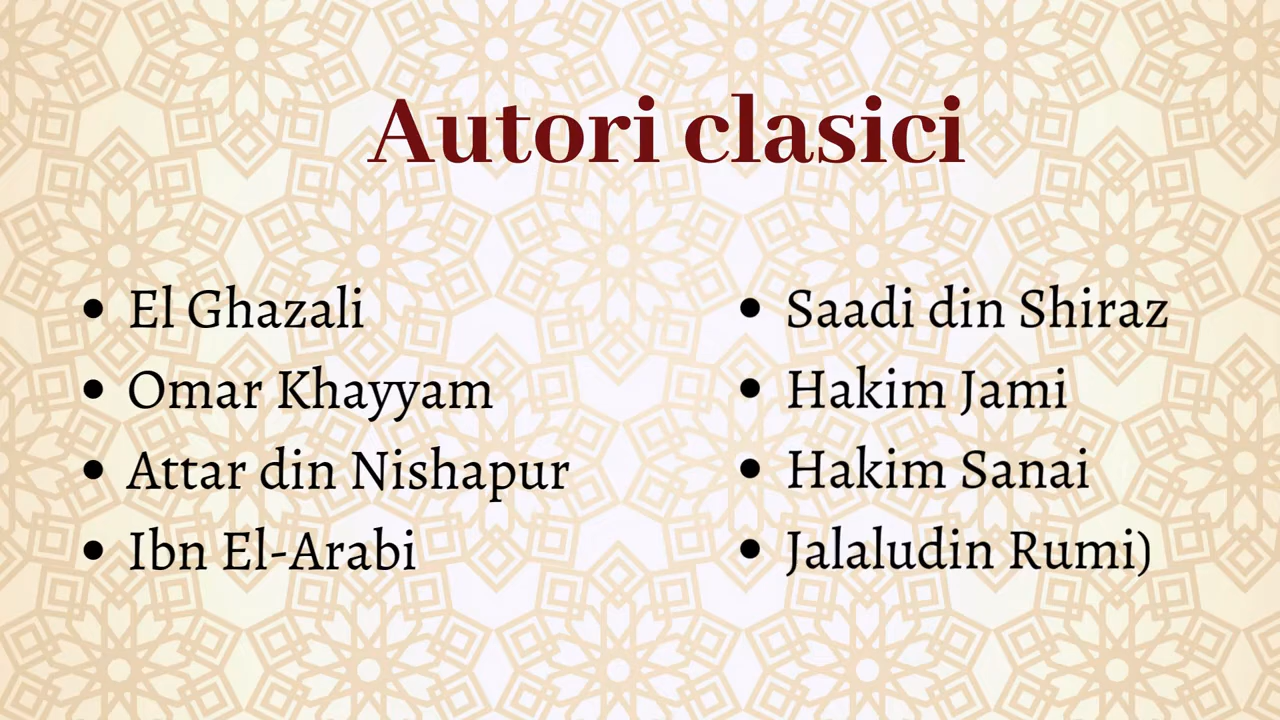 Autori clasici
• El Ghazali
• Omar Khayyam
• Attar din Nishapur
• Ibn El-Arabi
• Saadi din Shiraz
• Hakim Jami
• Hakim Sanai
• Jalaludin Rumi)